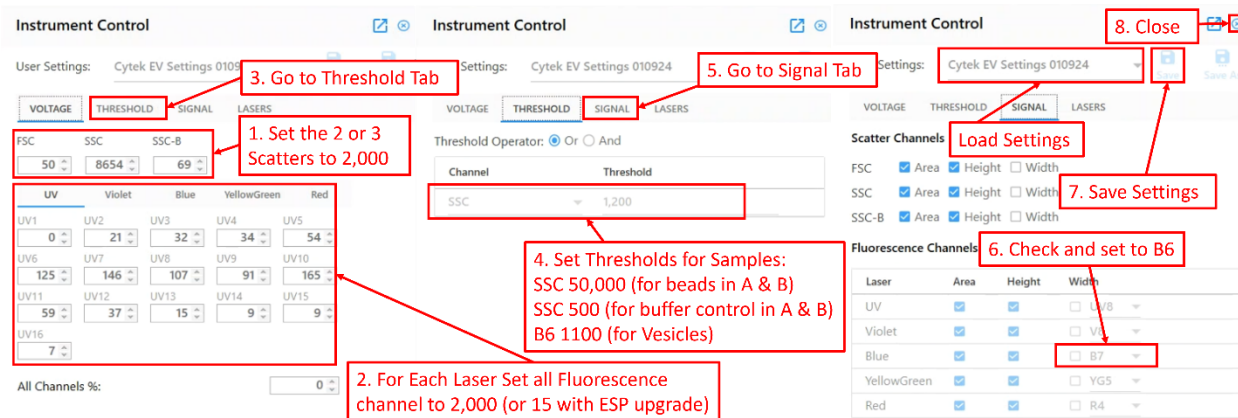 Instrument Control
User Settings: Cytek EV Settings 0109
3. Go to Threshold Tab
VOLTAGE THRESHOLD SIGNAL LASERS
FSC SSC SSC-B
50 8654 69
1. Set the 2 or 3
Scatters to 2,000
UV Violet Blue YellowGreen Red
UV1 UV2 UV3 UV4 UV5
0 21 32 34 54
UV6 UV7 UV8 UV9 UV10
125 146 107 91 165
UV11 UV12 UV13 UV14 UV15
59 37 15 9 9
UV16
7
All Channels %: 0
2. For Each Laser Set all Fluorescence
channel to 2,000 (or 15 with ESP upgrade)
Instrument Control
Settings: Cytek EV Settings 010924
5. Go to Signal Tab
VOLTAGE THRESHOLD SIGNAL LASERS
Threshold Operator: Or And
Channel Threshold
SSC 1,200
4. Set Thresholds for Samples:
SSC 50,000 (for beads in A & B)
SSC 500 (for buffer control in A & B)
B6 1100 (for Vesicles)
Instrument Control
8. Close
Settings: Cytek EV Settings 010924
Save Save A
VOLTAGE THRESHOLD SIGNAL LASERS
Scatter Channels
Load Settings
FSC Area Height Width
7. Save Settings
SSC Area Height Width
SSC-B Area Height Width
Fluorescence Channels
6. Check and set to B6
Laser Area Height Width
UV UV8
Violet
Blue B7
YellowGreen YG5
Red R4